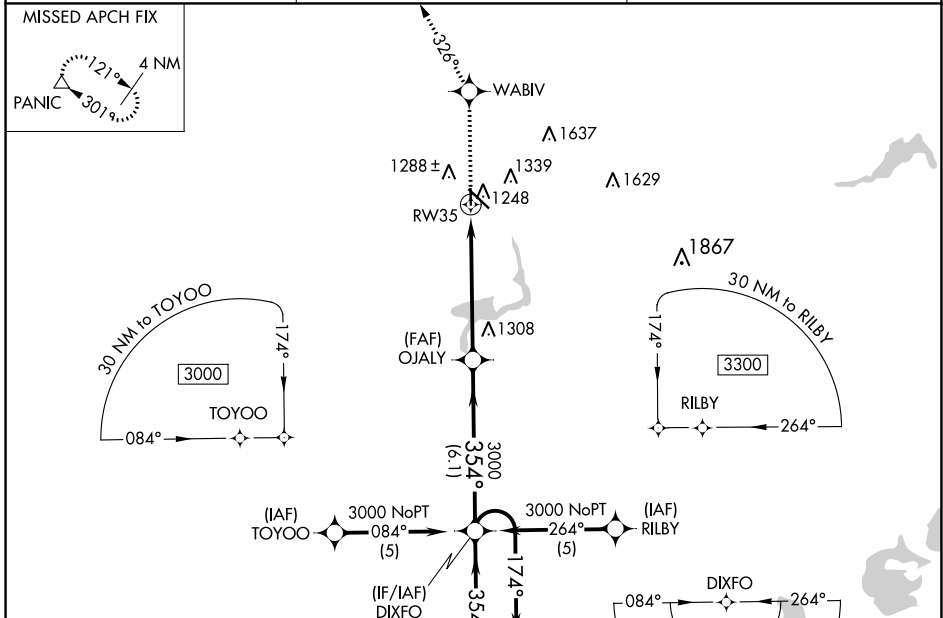 MISSED APCH FIX
121°
4 NM
PANIC
301°
326°
WABIV
1637
1288 ±
1339
1629
1248
RW35
1867
30 NM to TOYOO
174°
3000
TOYOO
084°
1308
(FAF)
OJALY
30 NM to RILBY
174°
3300
RILBY
264°
3000
354°
(6.1)
(IAF)
TOYOO
3000 NoPT
084°
(5)
3000 NoPT
264°
(5)
(IAF)
RILBY
174°
(IF/IAF)
DIXFO
354
DIXFO
084°
264°